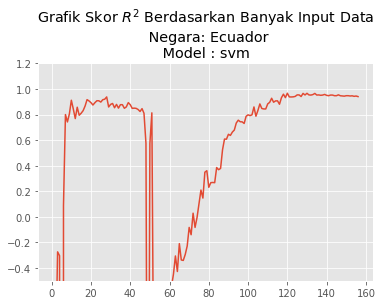 Grafik Skor R² Berdasarkan Banyak Input Data
Negara: Ecuador
Model : svm
1.2
1.0
0.8
0.6
0.4
0.2
0.0
−0.2
−0.4
0 20 40 60 80 100 120 140 160